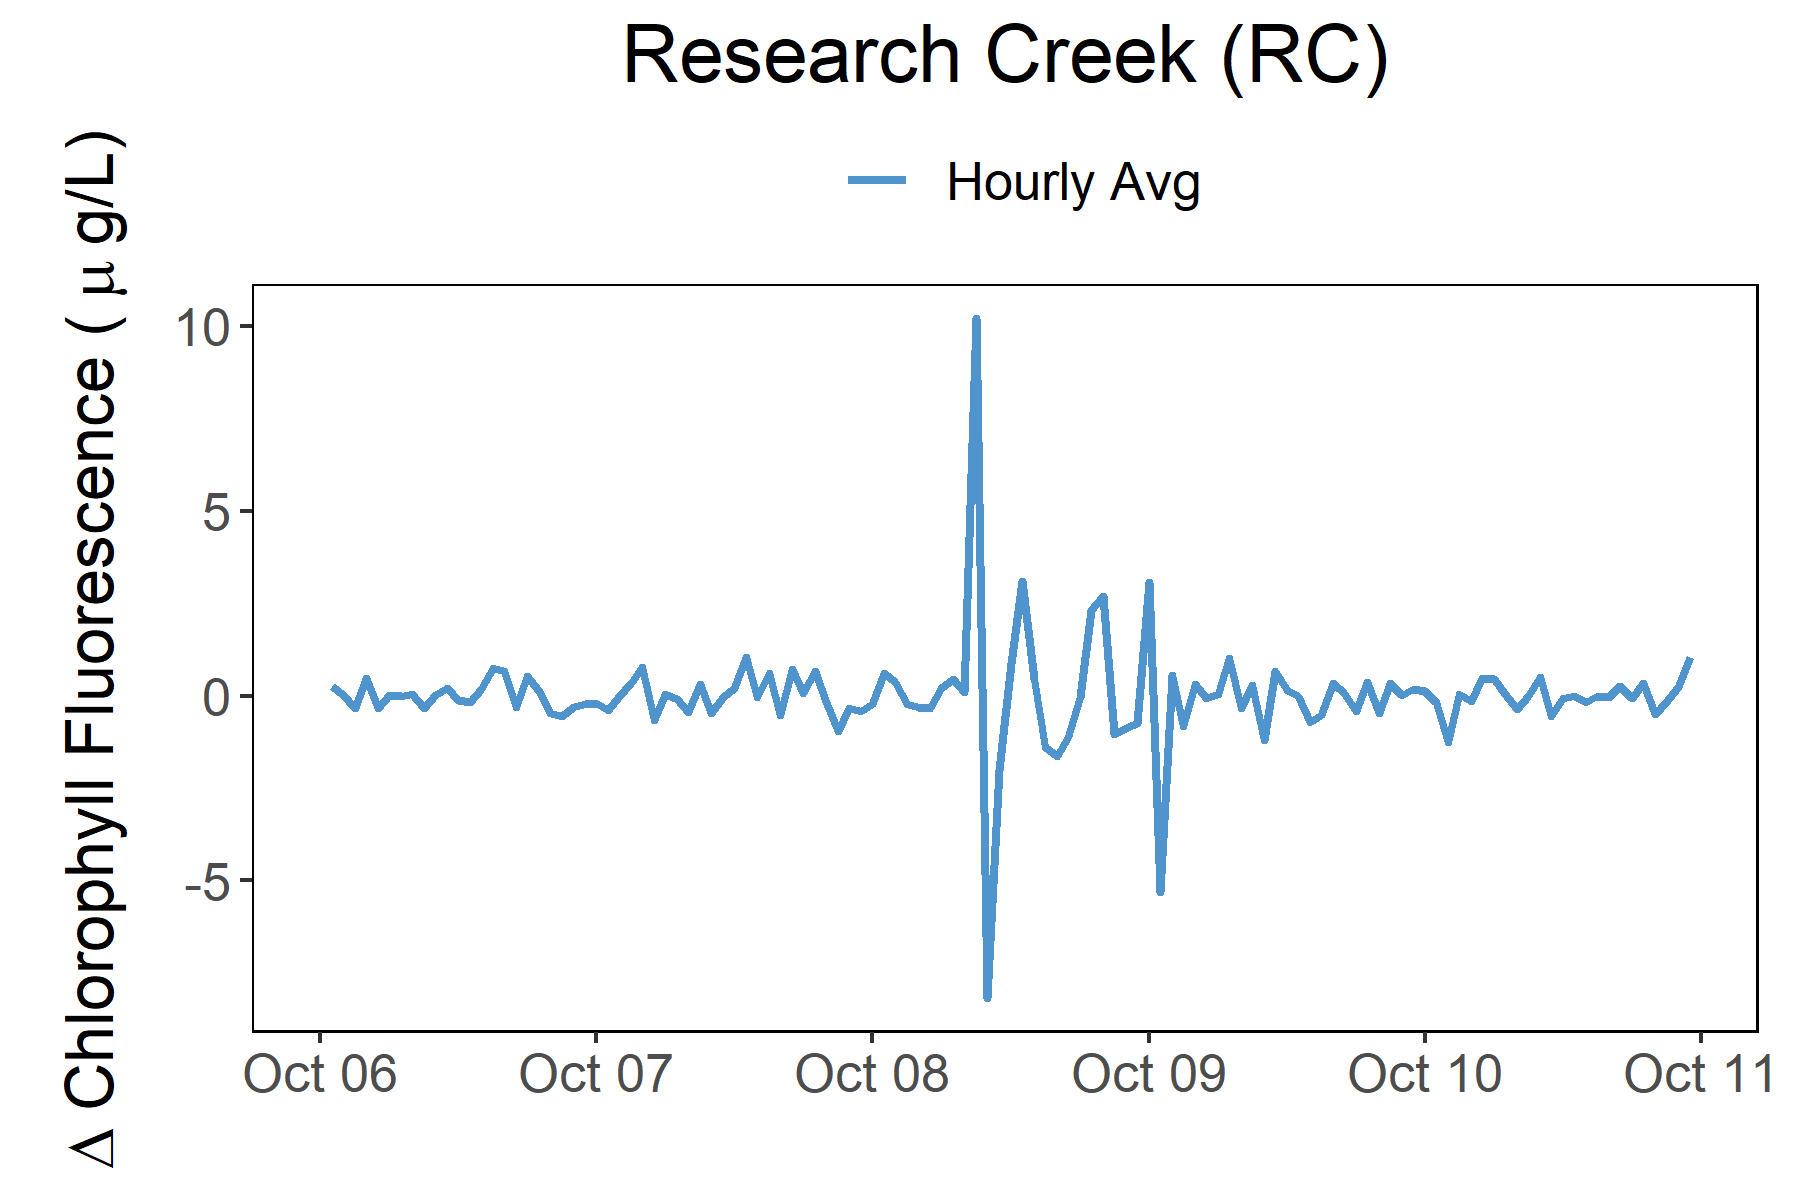 Research Creek (RC)
Hourly Avg
Δ Chlorophyll Fluorescence ( μ g/L)
10
5
0
-5
Oct 06
Oct 07
Oct 08
Oct 09
Oct 10
Oct 11